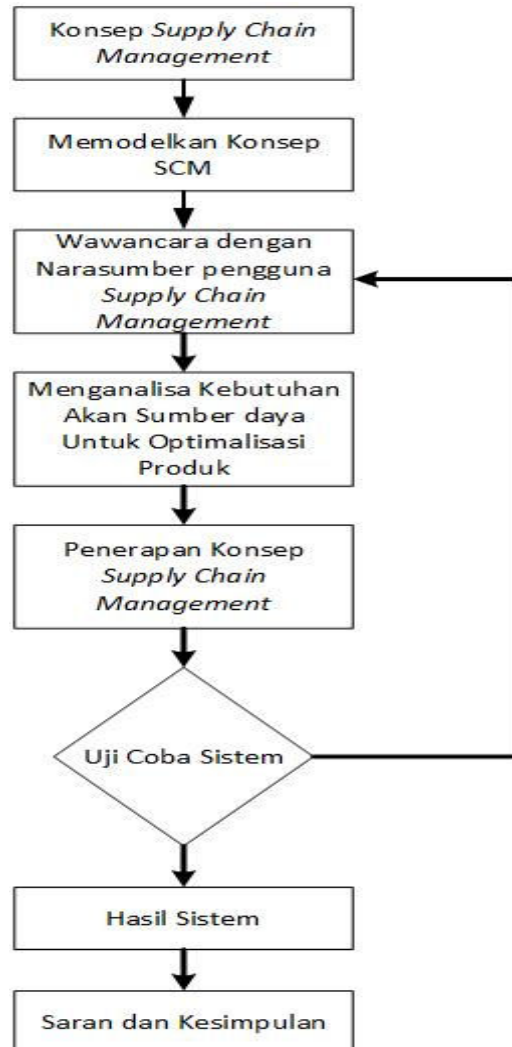 Konsep Supply Chain
Management
Memodelkan Konsep
SCM
Wawancara dengan
Narasumber pengguna
Supply Chain
Management
Menganalisa Kebutuhan
Akan Sumber daya
Untuk Optimalisasi
Produk
Penerapan Konsep
Supply Chain
Management
Uji Coba Sistem
Hasil Sistem
Saran dan Kesimpulan